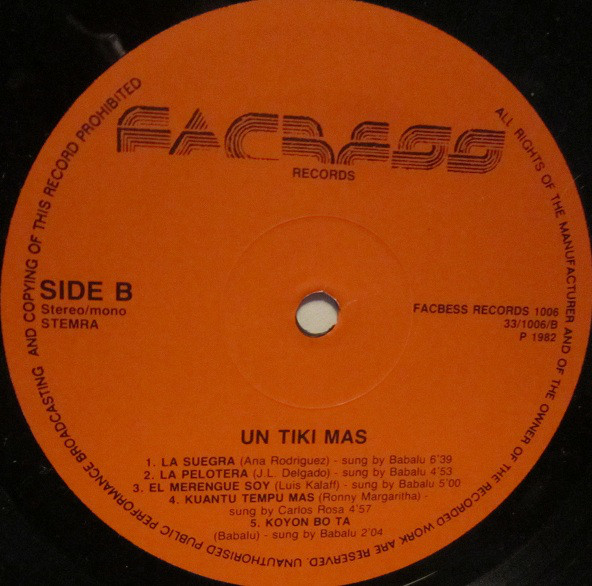 FACBESS
RECORDS
SIDE B
Stereo/mono
STEMRA
FACBESS RECORDS 1006
33/1006/B
P 1982
UN TIKI MAS
1. LA SUEGRA (Ana Rodriguez) - sung by Babalu 6'39
2. LA PELOTERA (J.L. Delgado) - sung by Babalu 4'53
3. EL MERENGUE SOY (Luis Kalaff) - sung by Babalu 5'00
4. KUANTU TEMPU MAS (Ronny Margaritha) -
sung by Carlos Rosa 4'57
5. KOYON BO TA
(Babalu) - sung by Babalu 2'04
ALL RIGHTS OF THE MANUFACTURER AND OF THE OWNER OF THE RECORDED WORK ARE RESERVED. UNAUTHORISED PUBLIC PERFORMANCE BROADCASTING AND COPYING OF THIS RECORD PROHIBITED